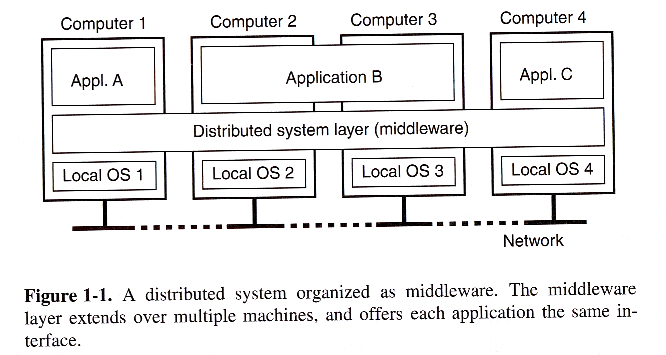 Computer 1 Computer 2 Computer 3 Computer 4
Appl. A Application B Appl. C
Distributed system layer (middleware)
Local OS 1 Local OS 2 Local OS 3 Local OS 4
Network
Figure 1-1. A distributed system organized as middleware. The middleware
layer extends over multiple machines, and offers each application the same in-
terface.